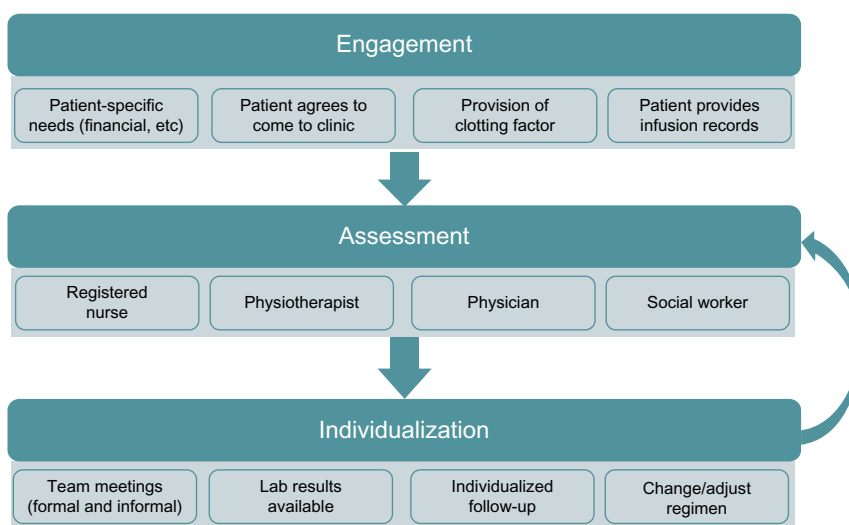 Engagement
Patient-specific
needs (financial, etc)
Patient agrees to
come to clinic
Provision of
clotting factor
Patient provides
infusion records
Assessment
Registered
nurse
Physiotherapist
Physician
Social worker
Individualization
Team meetings
(formal and informal)
Lab results
available
Individualized
follow-up
Change/adjust
regimen